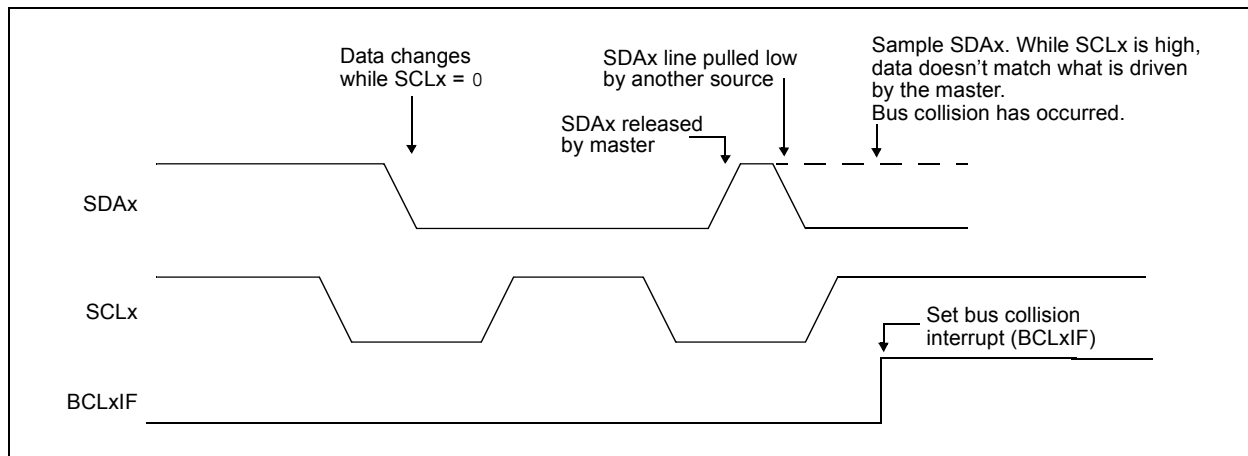 Data changes
while SCLx = 0
SDAx line pulled low
by another source
SDAx released
by master
Sample SDAx. While SCLx is high,
data doesn't match what is driven
by the master.
Bus collision has occurred.
SDAx
SCLx
Set bus collision
interrupt (BCLxIF)
BCLxIF